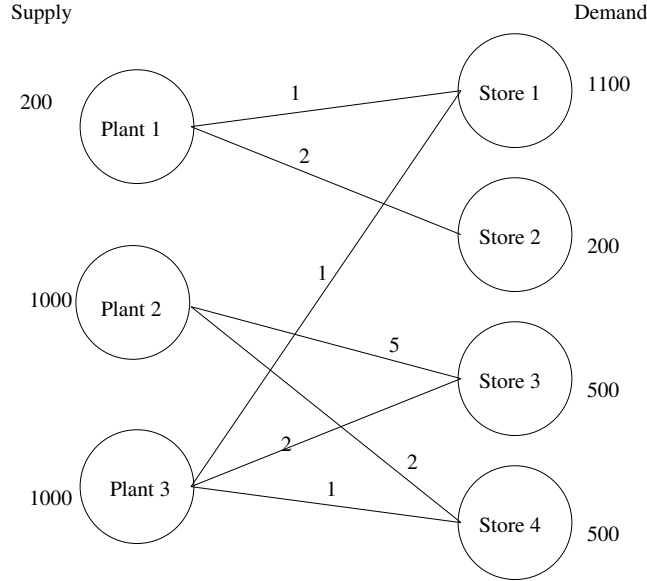 Supply
Demand
200
Plant 1
1
Store 1
1100
2
Store 2
200
1000
Plant 2
1
5
Store 3
500
1000
Plant 3
2
2
1
Store 4
500